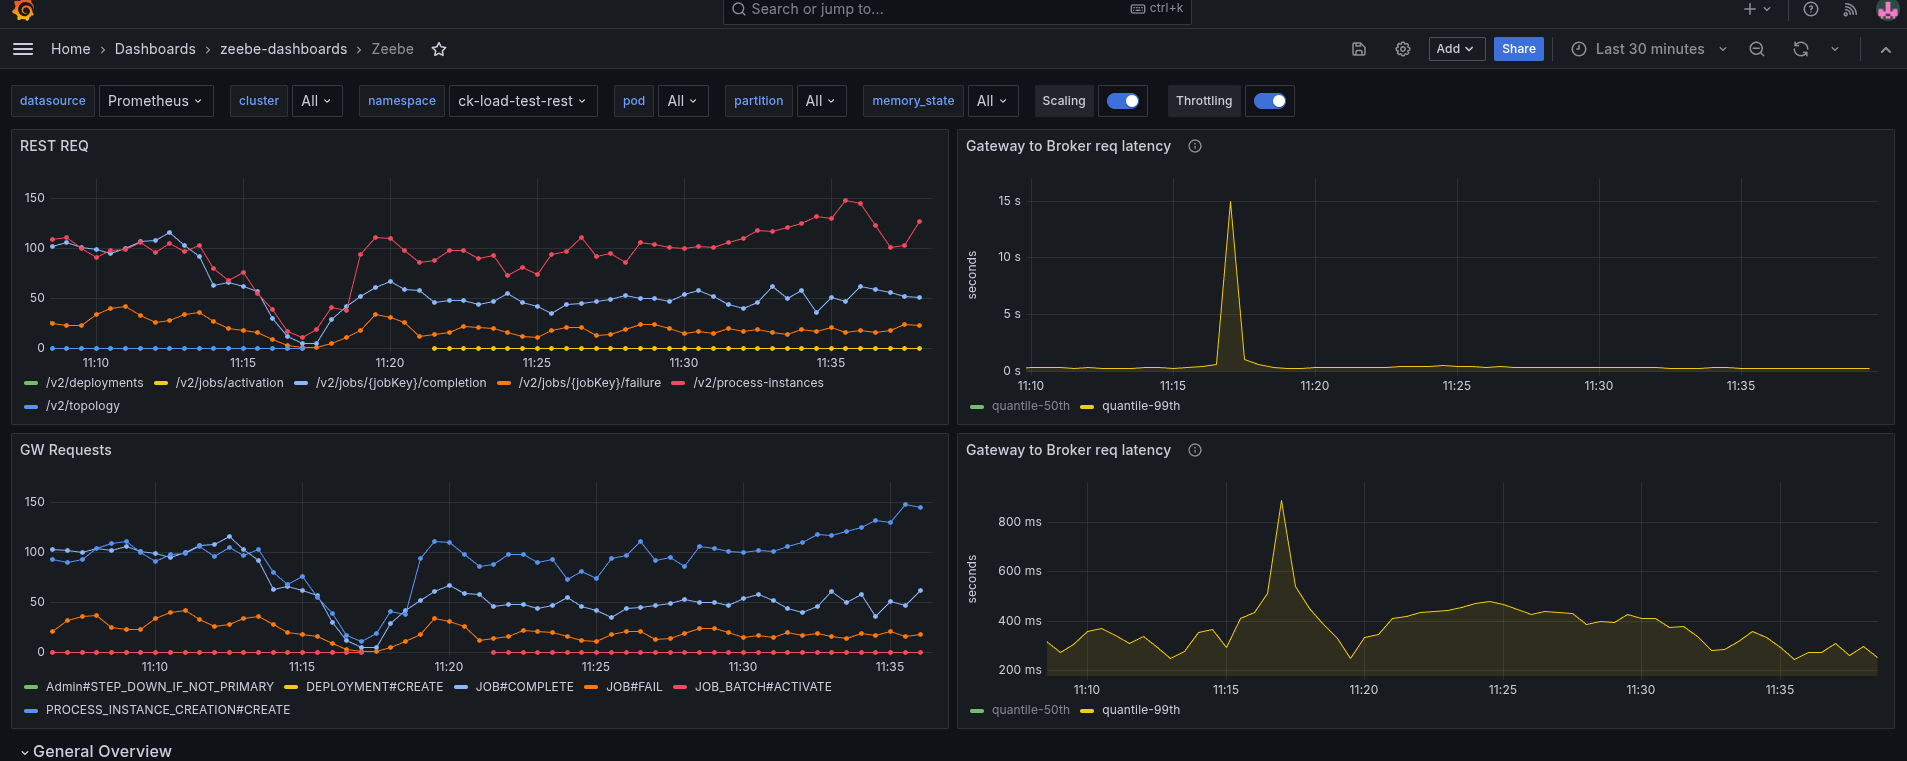 Search or jump to... ctrl+k
Home › Dashboards › zeebe-dashboards › Zeebe Add Share Last 30 minutes
datasource Prometheus cluster All namespace ck-load-test-rest pod All partition All memory_state All Scaling Throttling
REST REQ
150
100
50
0
11:10 11:15 11:20 11:25 11:30 11:35
/v2/deployments /v2/jobs/activation /v2/jobs/{jobKey}/completion /v2/jobs/{jobKey}/failure /v2/process-instances
/v2/topology
Gateway to Broker req latency
seconds
15 s
10 s
5 s
0 s
11:10 11:15 11:20 11:25 11:30 11:35
quantile-50th quantile-99th
GW Requests
150
100
50
0
11:10 11:15 11:20 11:25 11:30 11:35
Admin#STEP_DOWN_IF_NOT_PRIMARY DEPLOYMENT#CREATE JOB#COMPLETE JOB#FAIL JOB_BATCH#ACTIVATE
PROCESS_INSTANCE_CREATION#CREATE
Gateway to Broker req latency
seconds
800 ms
600 ms
400 ms
200 ms
11:10 11:15 11:20 11:25 11:30 11:35
quantile-50th quantile-99th
General Overview